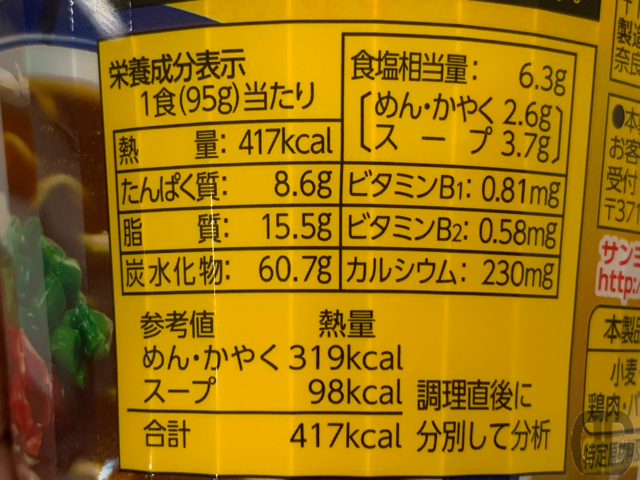 栄養成分表示
1食(95g)当たり
熱量: 417kcal
たんぱく質: 8.6g
脂質: 15.5g
炭水化物: 60.7g
食塩相当量: 6.3g
めん・かやく 2.6g
スープ 3.7g
ビタミンB1: 0.81mg
ビタミンB2: 0.58mg
カルシウム: 230mg
参考値 熱量
めん・かやく 319kcal
スープ 98kcal
合計 417kcal
調理直後に
分別して分析
製造
奈良
●本
お客
受付
〒371
サンヨ
http:/
本製品
小麦
鶏肉・バ